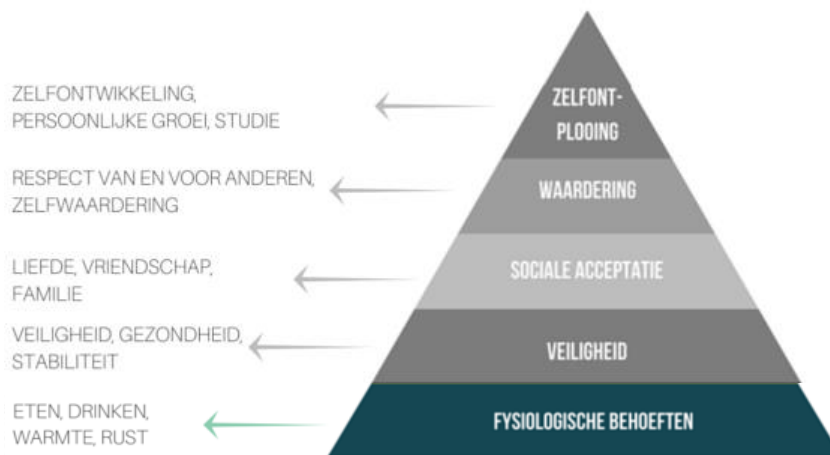 ZELFONTWIKKELING,
PERSOONLIJKE GROEI, STUDIE
ZELFONT-
PLOOING
RESPECT VAN EN VOOR ANDEREN,
ZELFWAARDERING
WAARDERING
LIEFDE, VRIENDSCHAP,
FAMILIE
SOCIALE ACCEPTATIE
VEILIGHEID, GEZONDHEID,
STABILITEIT
VEILIGHEID
ETEN, DRINKEN,
WARMTE, RUST
FYSIOLOGISCHE BEHOEFTEN